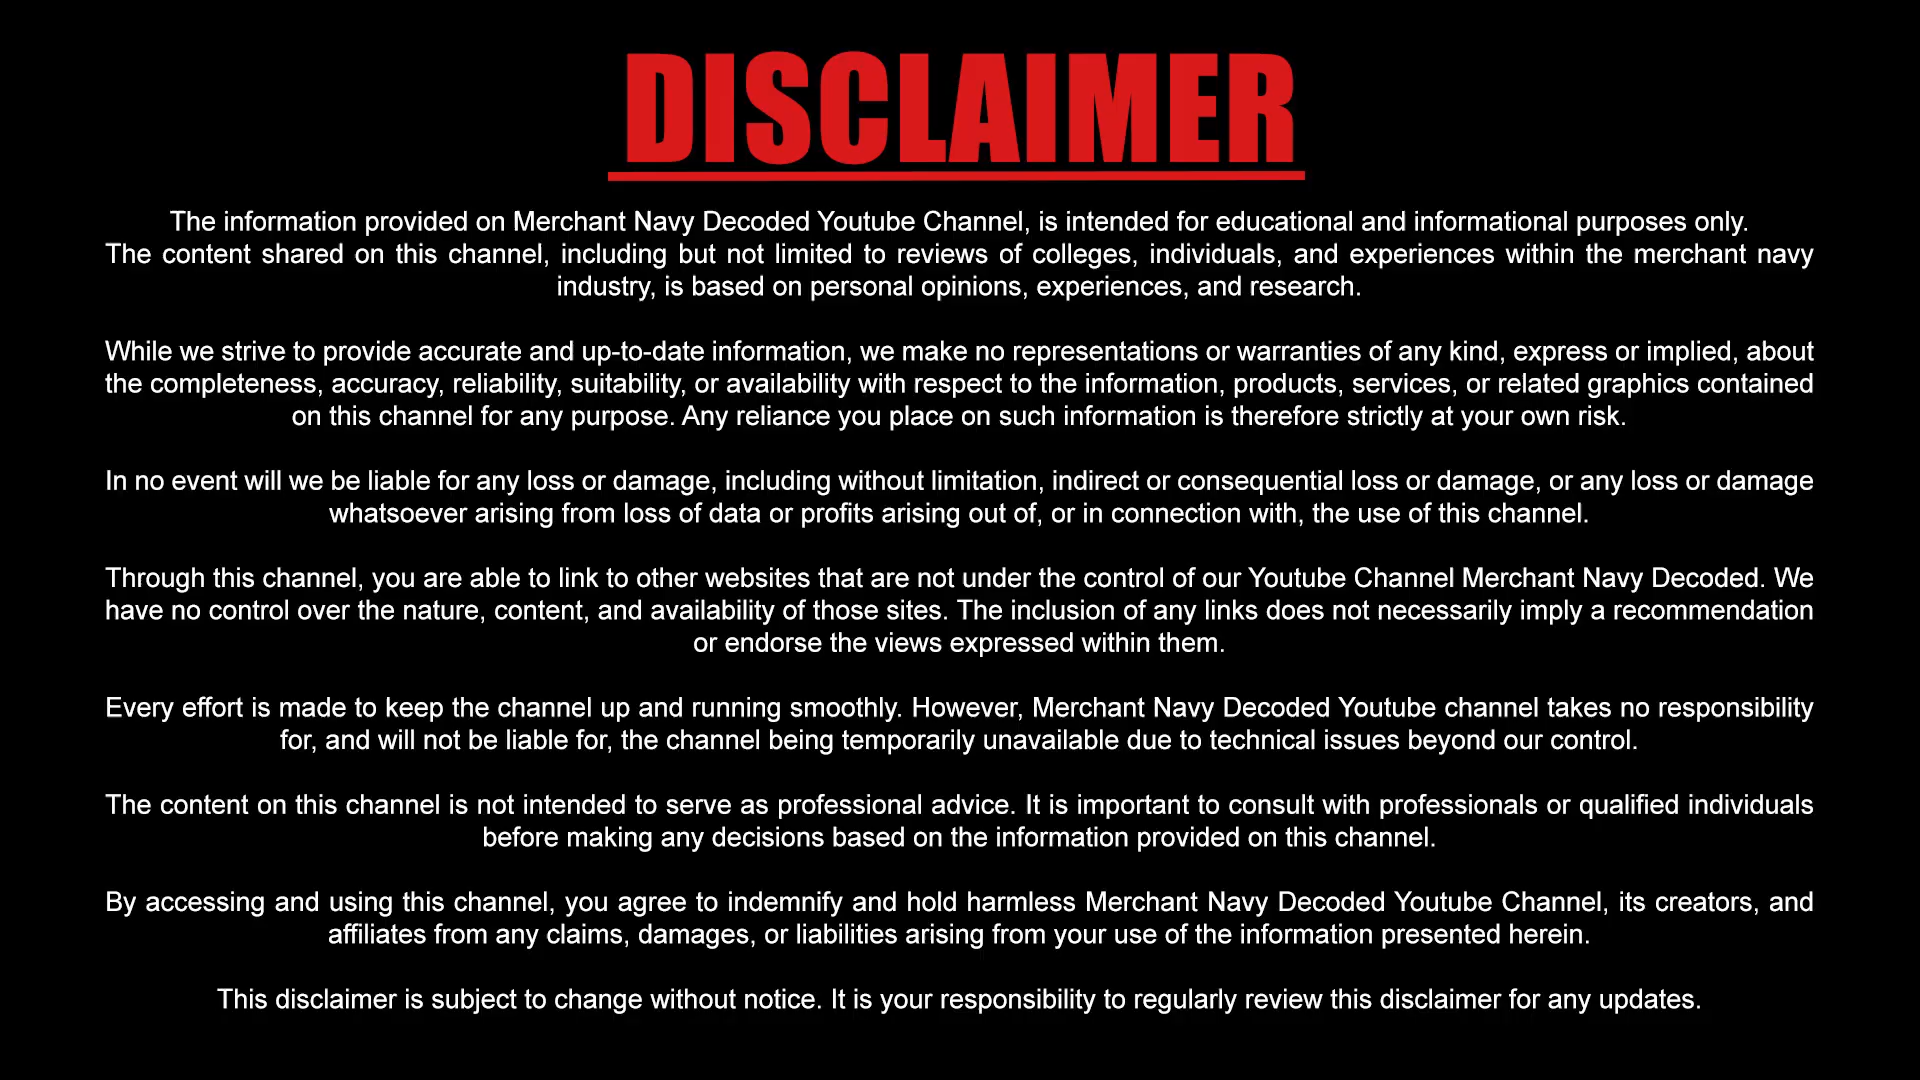 DISCLAIMER
The information provided on Merchant Navy Decoded Youtube Channel, is intended for educational and informational purposes only.
The content shared on this channel, including but not limited to reviews of colleges, individuals, and experiences within the merchant navy
industry, is based on personal opinions, experiences, and research.
While we strive to provide accurate and up-to-date information, we make no representations or warranties of any kind, express or implied, about
the completeness, accuracy, reliability, suitability, or availability with respect to the information, products, services, or related graphics contained
on this channel for any purpose. Any reliance you place on such information is therefore strictly at your own risk.
In no event will we be liable for any loss or damage, including without limitation, indirect or consequential loss or damage, or any loss or damage
whatsoever arising from loss of data or profits arising out of, or in connection with, the use of this channel.
Through this channel, you are able to link to other websites that are not under the control of our Youtube Channel Merchant Navy Decoded. We
have no control over the nature, content, and availability of those sites. The inclusion of any links does not necessarily imply a recommendation
or endorse the views expressed within them.
Every effort is made to keep the channel up and running smoothly. However, Merchant Navy Decoded Youtube channel takes no responsibility
for, and will not be liable for, the channel being temporarily unavailable due to technical issues beyond our control.
The content on this channel is not intended to serve as professional advice. It is important to consult with professionals or qualified individuals
before making any decisions based on the information provided on this channel.
By accessing and using this channel, you agree to indemnify and hold harmless Merchant Navy Decoded Youtube Channel, its creators, and
affiliates from any claims, damages, or liabilities arising from your use of the information presented herein.
This disclaimer is subject to change without notice. It is your responsibility to regularly review this disclaimer for any updates.